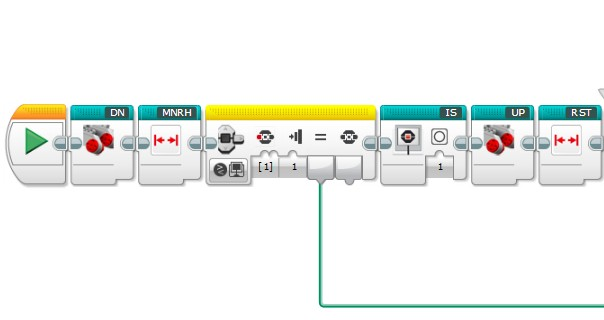 DN MNRH IS UP RST
=
[1] 1 1